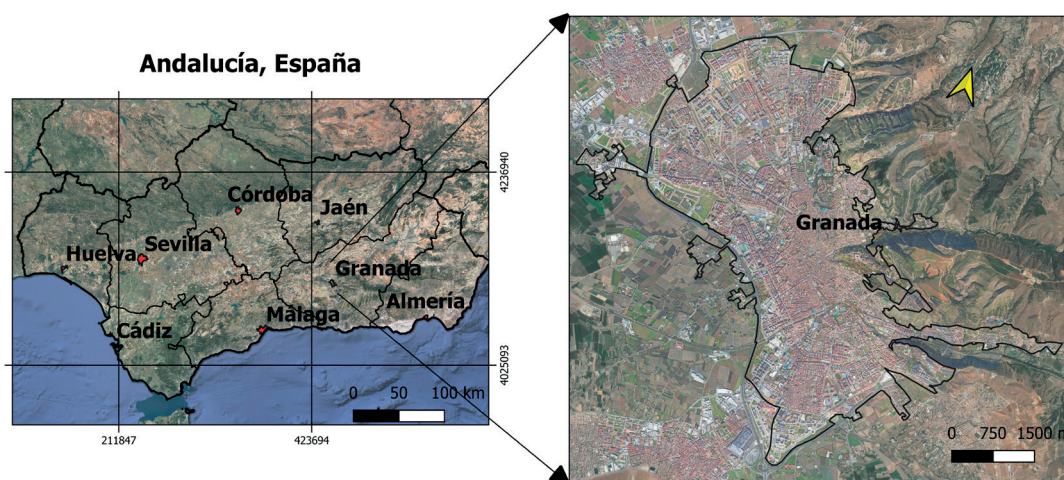 Andalucía, España
Córdoba
Jaén
Huelva
Sevilla
Granada
Almería
Málaga
Cádiz
0 50 100 km
211847
423694
4236940
4025093
Granada
0 750 1500 m